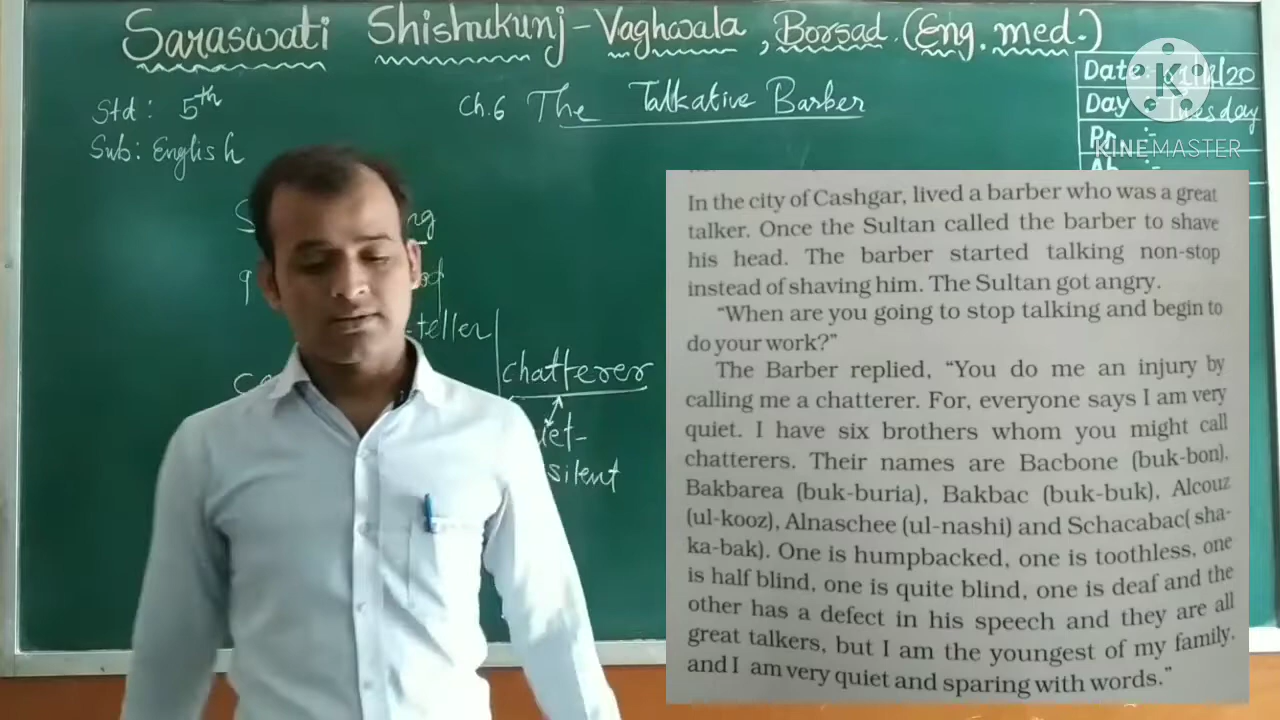 Saraswati Shishukunj-Vaghwala, Borsad. (Eng. med.)
Std: 5th
Ch.6 The Talkative Barber
Sub: English
Date:- /20
Day Tuesday
Pr. :-
Ab. :-
K
KINEMASTER
ng
-teller
chatterer
silent
In the city of Cashgar, lived a barber who was a great
talker. Once the Sultan called the barber to shave
his head. The barber started talking non-stop
instead of shaving him. The Sultan got angry.
"When are you going to stop talking and begin to
do your work?"
The Barber replied, "You do me an injury by
calling me a chatterer. For, everyone says I am very
quiet. I have six brothers whom you might call
chatterers. Their names are Bacbone (buk-bon),
Bakbarea (buk-buria), Bakbac (buk-buk), Alcouz
(ul-kooz), Alnaschee (ul-nashi) and Schacabac( sha-
ka-bak). One is humpbacked, one is toothless, one
is half blind, one is quite blind, one is deaf and the
other has a defect in his speech and they are all
great talkers, but I am the youngest of my family.
and I am very quiet and sparing with words."